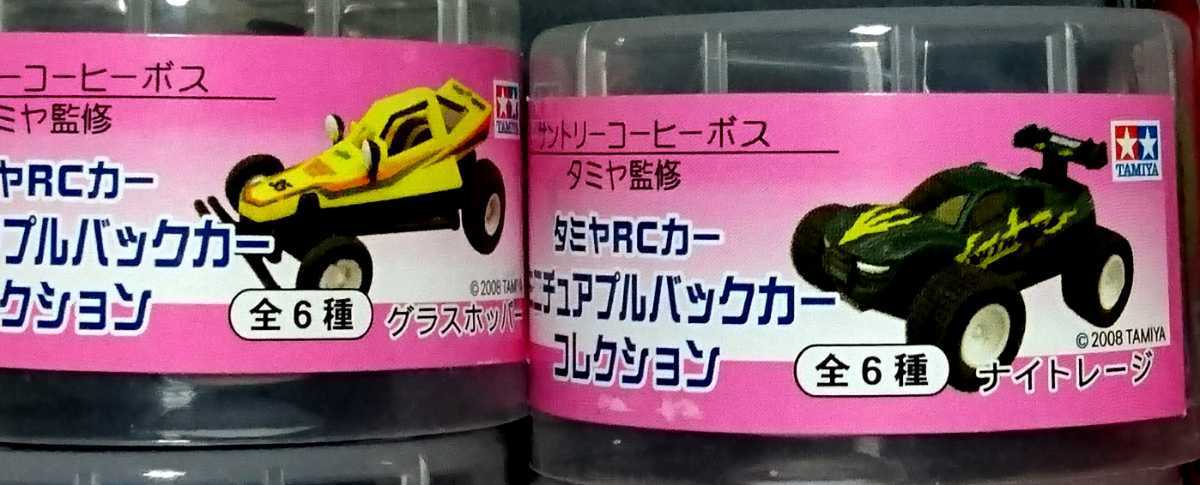 ーコーヒーボス
ミヤ監修
ヤRCカー
プルバックカー
クション
全6種
グラスホッパー
© 2008 TAMIYA
TAMIYA
サントリーコーヒーボス
タミヤ監修
タミヤRCカー
ミニチュアプルバックカー
コレクション
全6種
ナイトレージ
© 2008 TAMIYA
TAMIYA